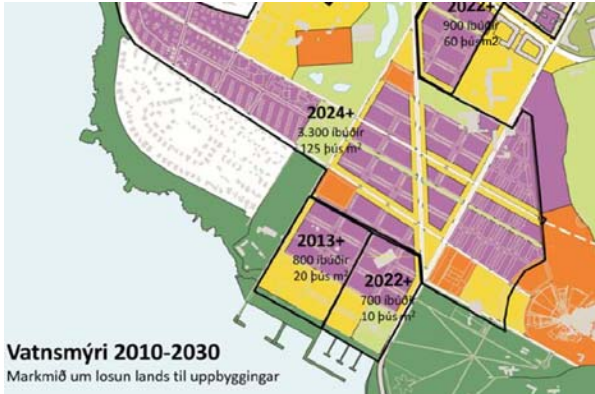 2022+
900 íbúðir
60 þús m2
2024+
3.300 íbúðir
125 þús m²
2013+
800 íbúðir
20 þús m²
2022+
700 íbúðir
10 þús m²
Vatnsmýri 2010-2030
Markmið um losun lands til uppbyggingar